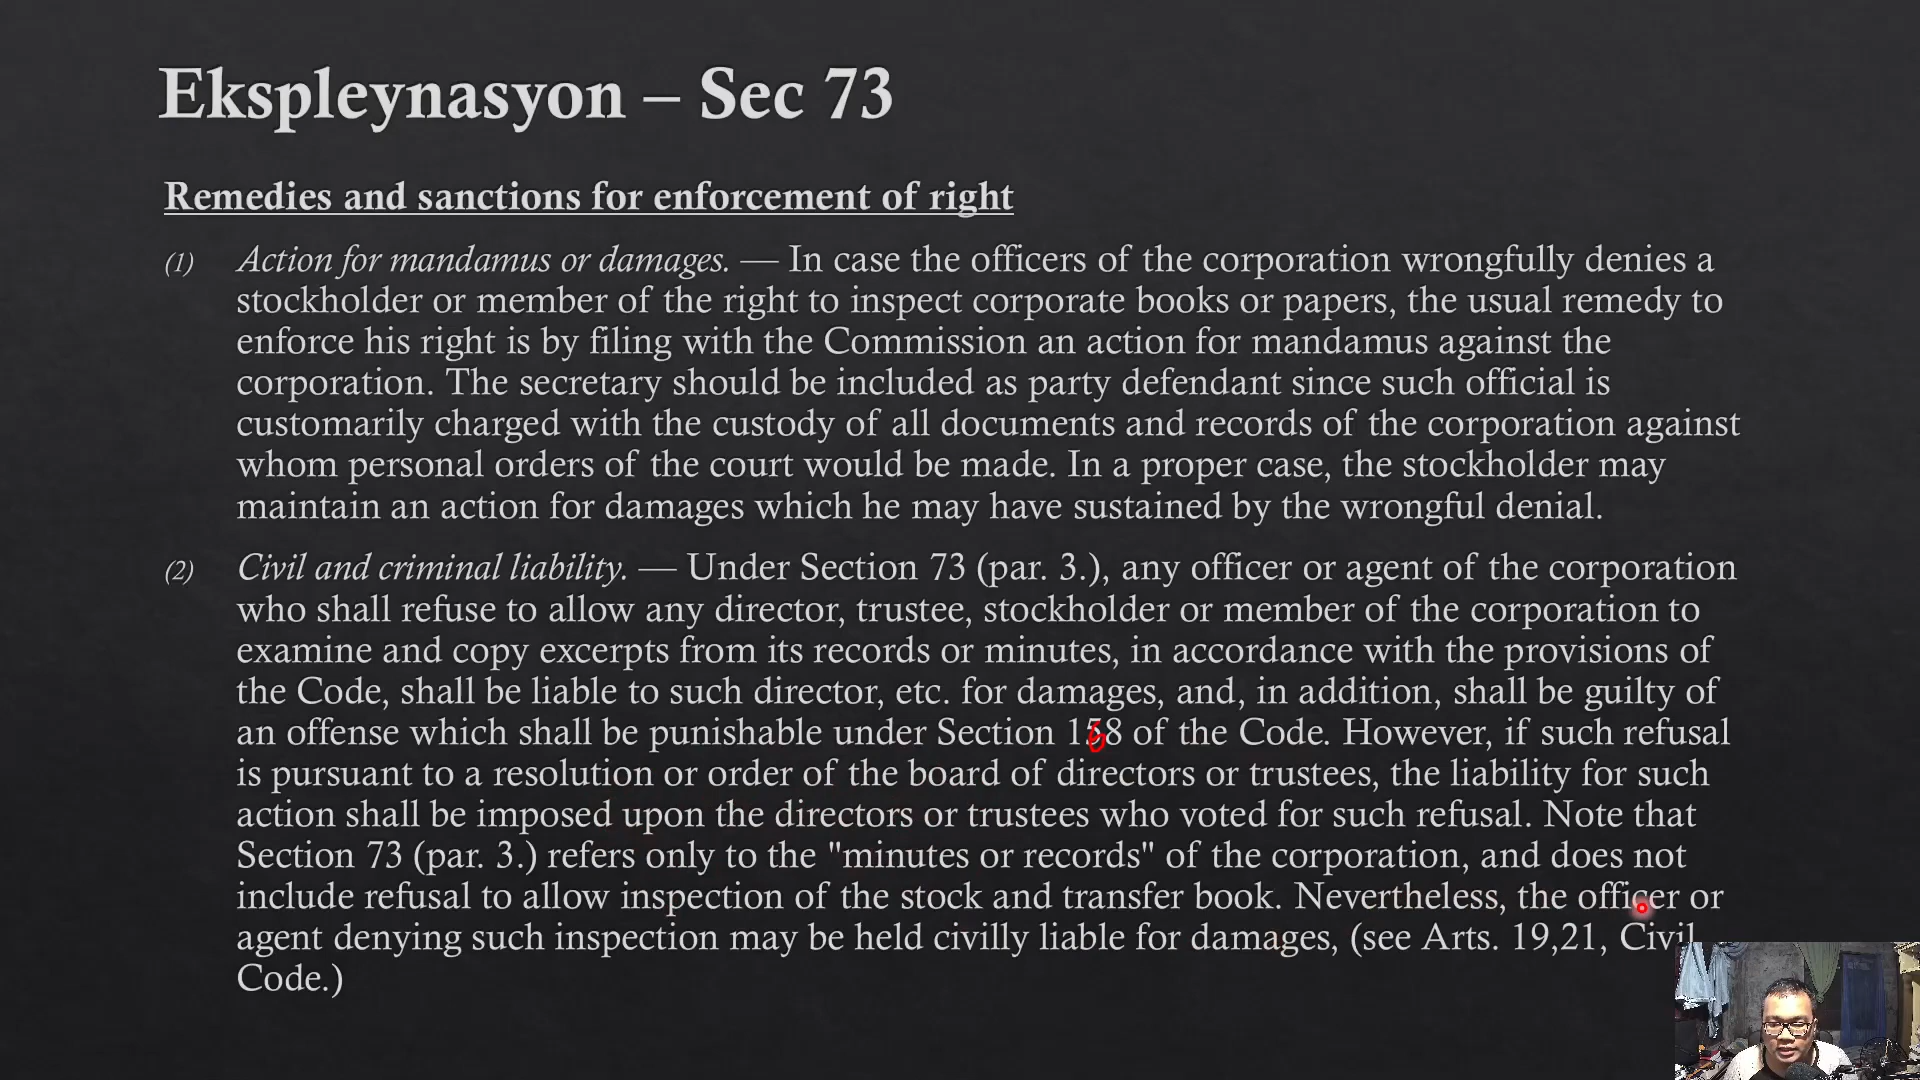 Ekspleynasyon – Sec 73
Remedies and sanctions for enforcement of right
(1) Action for mandamus or damages. — In case the officers of the corporation wrongfully denies a
stockholder or member of the right to inspect corporate books or papers, the usual remedy to
enforce his right is by filing with the Commission an action for mandamus against the
corporation. The secretary should be included as party defendant since such official is
customarily charged with the custody of all documents and records of the corporation against
whom personal orders of the court would be made. In a proper case, the stockholder may
maintain an action for damages which he may have sustained by the wrongful denial.
(2) Civil and criminal liability. — Under Section 73 (par. 3.), any officer or agent of the corporation
who shall refuse to allow any director, trustee, stockholder or member of the corporation to
examine and copy excerpts from its records or minutes, in accordance with the provisions of
the Code, shall be liable to such director, etc. for damages, and, in addition, shall be guilty of
an offense which shall be punishable under Section 158 of the Code. However, if such refusal
is pursuant to a resolution or order of the board of directors or trustees, the liability for such
action shall be imposed upon the directors or trustees who voted for such refusal. Note that
Section 73 (par. 3.) refers only to the "minutes or records" of the corporation, and does not
include refusal to allow inspection of the stock and transfer book. Nevertheless, the officer or
agent denying such inspection may be held civilly liable for damages, (see Arts. 19,21, Civil
Code.)